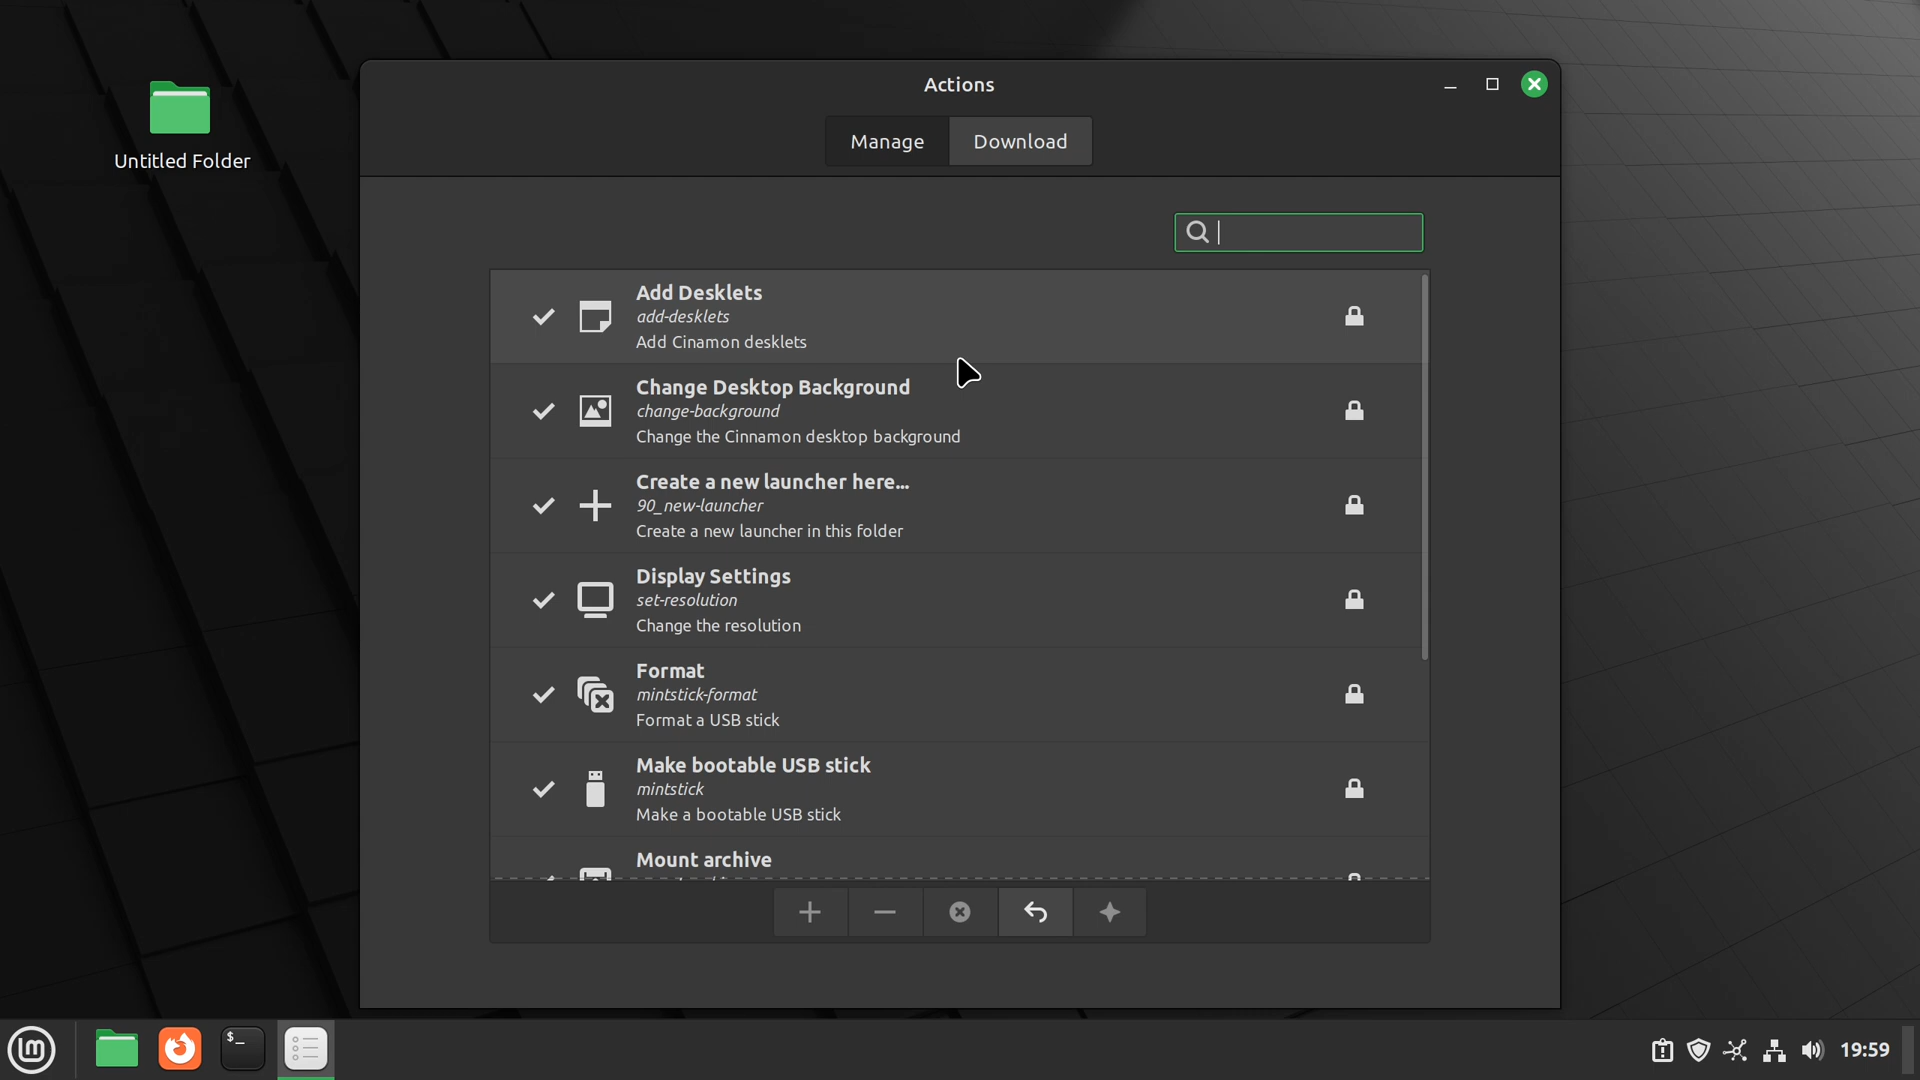 Actions
Manage
Download
Untitled Folder
Add Desklets
add-desklets
Add Cinamon desklets
Change Desktop Background
change-background
Change the Cinnamon desktop background
Create a new launcher here...
90_new-launcher
Create a new launcher in this folder
Display Settings
set-resolution
Change the resolution
Format
mintstick-format
Format a USB stick
Make bootable USB stick
mintstick
Make a bootable USB stick
Mount archive
$_
19:59